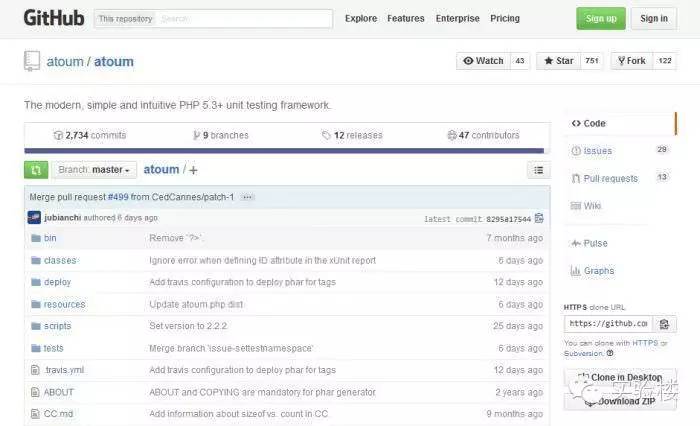 GitHub This repository Search Explore Features Enterprise Pricing Sign up Sign in
atoum / atoum Watch 43 Star 751 Fork 122
The modern, simple and intuitive PHP 5.3+ unit testing framework.
2,734 commits 9 branches 12 releases 47 contributors
Branch: master atoum / +
Merge pull request #499 from CedCannes/patch-1 ...
jubianchi authored 6 days ago latest commit 8295a17544
bin Remove `?>`. 7 months ago
classes Ignore error when defining ID attribute in the xUnit report 6 days ago
deploy Add travis configuration to deploy phar for tags 12 days ago
resources Update atoum.php.dist 6 days ago
scripts Set version to 2.2.2. 25 days ago
tests Merge branch 'issue-settestnamespace' 6 days ago
.travis.yml Add travis configuration to deploy phar for tags 12 days ago
ABOUT ABOUT and COPYING are mandatory for phar generator. 2 years ago
CC.md Add information about sizeof vs. count in CC. 9 months ago
Code
Issues 29
Pull requests 13
Wiki
Pulse
Graphs
HTTPS clone URL
https://github.con
You can clone with HTTPS or
Subversion.
Clone in Desktop
Download ZIP
实验楼